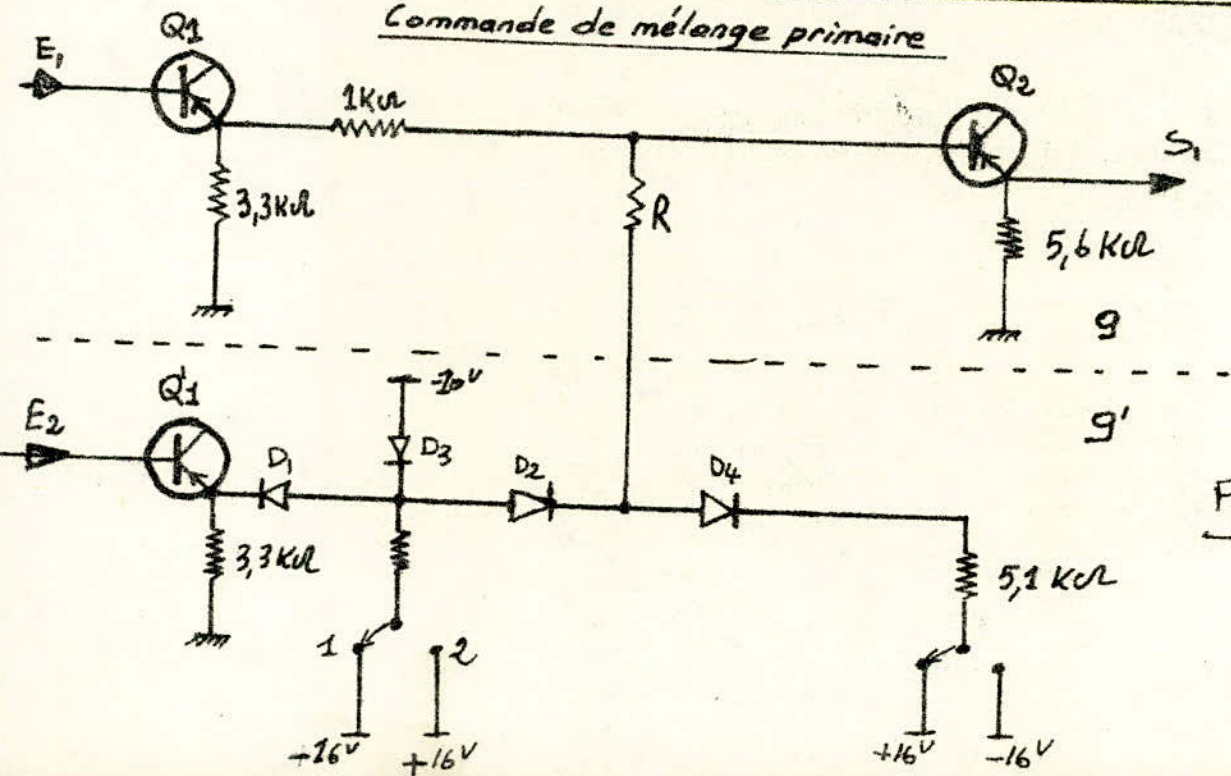 Commande de mélange primaire
E1
Q1
1KΩ
Q2
S1
3,3KΩ
R
5,6 KΩ
g
E2
Q'1
-10V
D3
g'
D1
D2
D4
3,3KΩ
5,1 KΩ
1
2
-16V
+16V
+16V
-16V